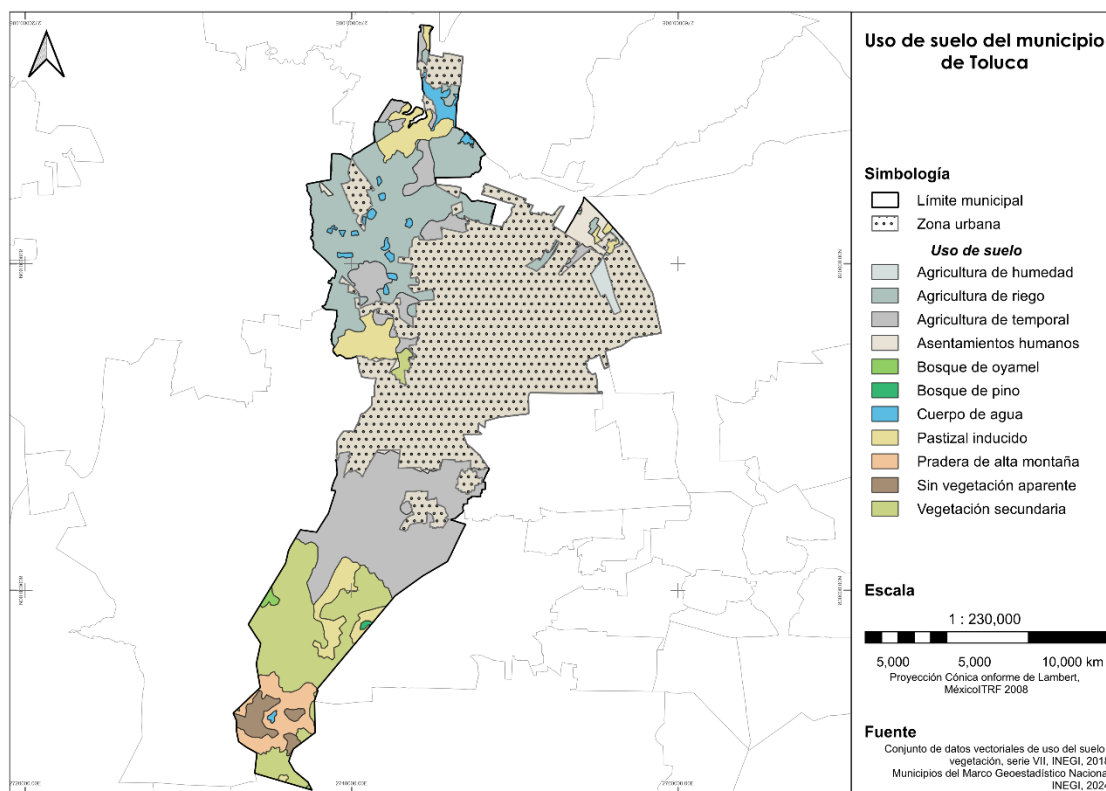 Uso de suelo del municipio
de Toluca
Simbología
Límite municipal
Zona urbana
Uso de suelo
Agricultura de humedad
Agricultura de riego
Agricultura de temporal
Asentamientos humanos
Bosque de oyamel
Bosque de pino
Cuerpo de agua
Pastizal inducido
Pradera de alta montaña
Sin vegetación aparente
Vegetación secundaria
Escala
1 : 230,000
5,000 5,000 10,000 km
Proyección Cónica onforme de Lambert,
MéxicoITRF 2008
Fuente
Conjunto de datos vectoriales de uso del suelo
vegetación, serie VII, INEGI, 2018
Municipios del Marco Geoestadístico Nacional
INEGI, 2024